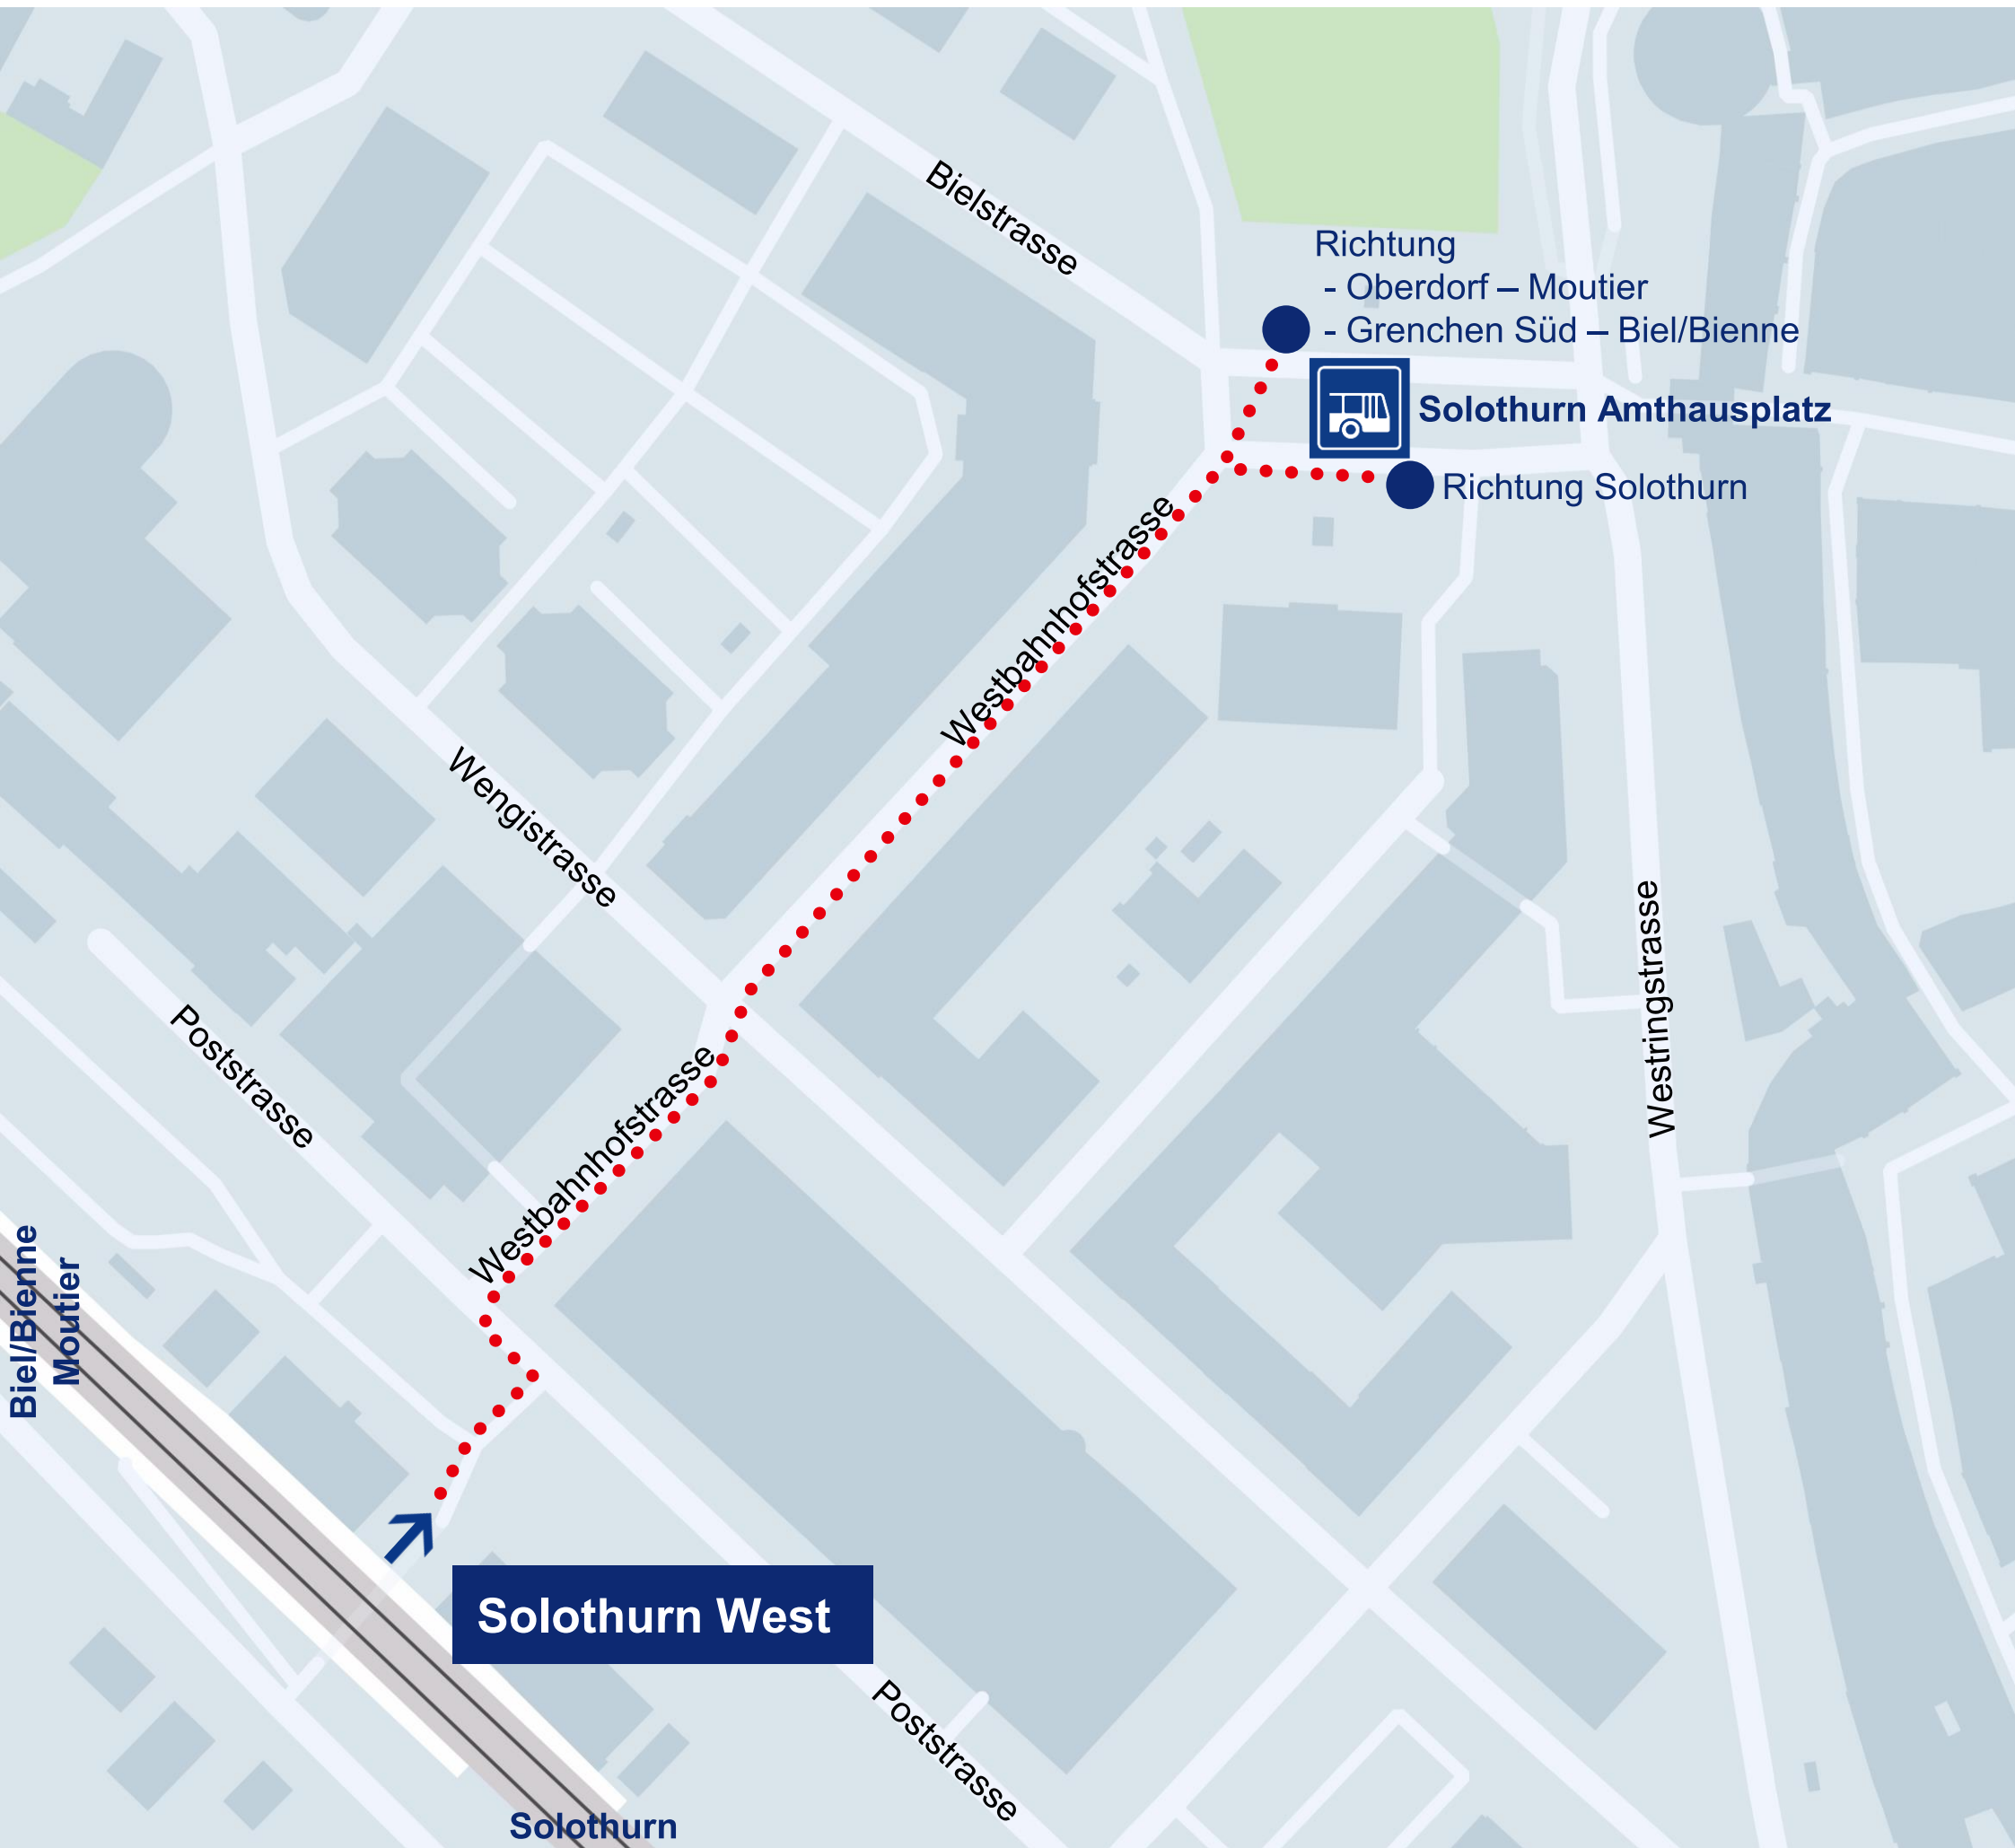 Bielstrasse
Richtung
- Oberdorf – Moutier
- Grenchen Süd – Biel/Bienne
Solothurn Amthausplatz
Richtung Solothurn
Westbahnhofstrasse
Wengistrasse
Westringstrasse
Poststrasse
Westbahnhofstrasse
Biel/Bienne
Moutier
Solothurn West
Poststrasse
Solothurn